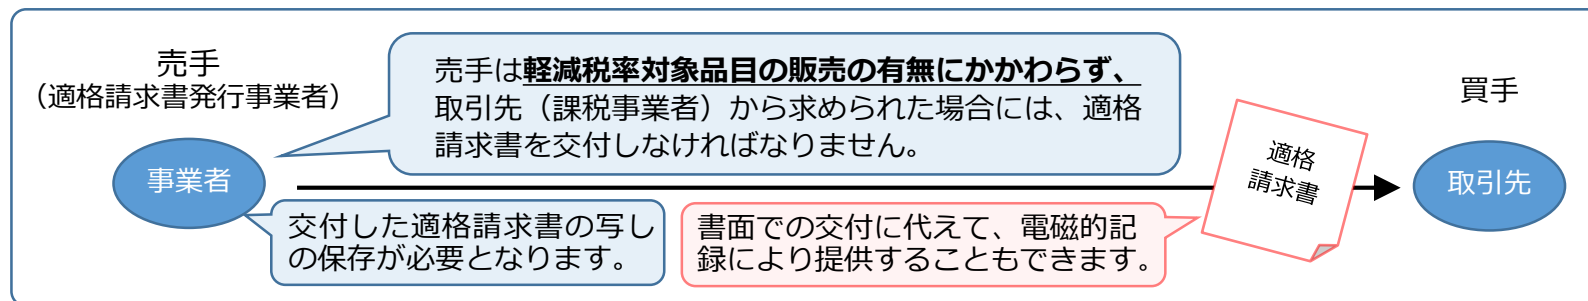 売手
（適格請求書発行事業者）
事業者
売手は軽減税率対象品目の販売の有無にかかわらず、
取引先（課税事業者）から求められた場合には、適格
請求書を交付しなければなりません。
交付した適格請求書の写し
の保存が必要となります。
書面での交付に代えて、電磁的記
録により提供することもできます。
適格
請求書
買手
取引先